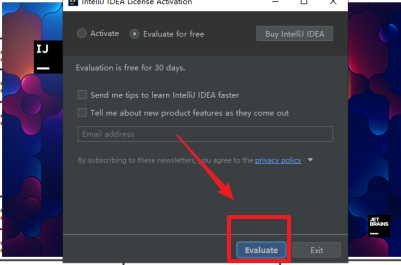 IntelliJ IDEA License Activation
Activate
Evaluate for free
Buy IntelliJ IDEA
IJ
Evaluation is free for 30 days.
Send me tips to learn IntelliJ IDEA faster
Tell me about new product features as they come out
Email address
By subscribing to these newsletters, you agree to the privacy policy
JET
BRAINS
Evaluate
Exit